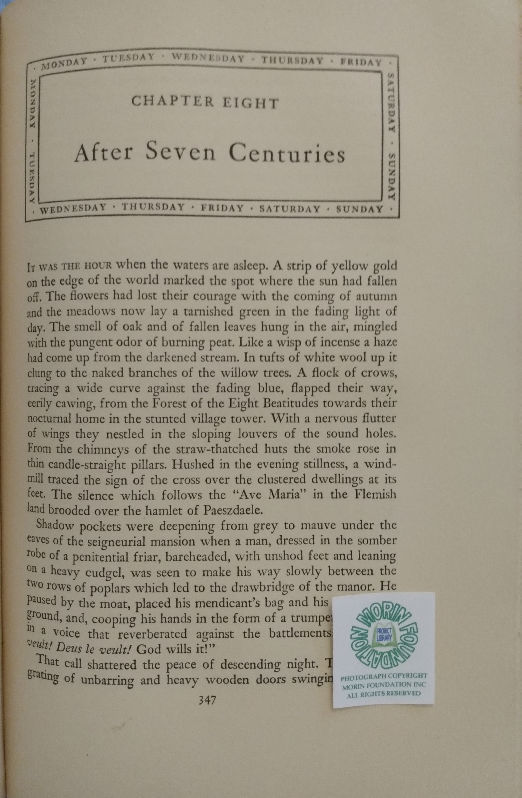 · MONDAY · TUESDAY · WEDNESDAY · THURSDAY · FRIDAY ·
SATURDAY · SUNDAY
MONDAY · TUESDAY
CHAPTER EIGHT
After Seven Centuries
· WEDNESDAY · THURSDAY · FRIDAY · SATURDAY · SUNDAY ·
IT WAS THE HOUR when the waters are asleep. A strip of yellow gold
on the edge of the world marked the spot where the sun had fallen
off. The flowers had lost their courage with the coming of autumn
and the meadows now lay a tarnished green in the fading light of
day. The smell of oak and of fallen leaves hung in the air, mingled
with the pungent odor of burning peat. Like a wisp of incense a haze
had come up from the darkened stream. In tufts of white wool up it
clung to the naked branches of the willow trees. A flock of crows,
tracing a wide curve against the fading blue, flapped their way,
eerily cawing, from the Forest of the Eight Beatitudes towards their
nocturnal home in the stunted village tower. With a nervous flutter
of wings they nestled in the sloping louvers of the sound holes.
From the chimneys of the straw-thatched huts the smoke rose in
thin candle-straight pillars. Hushed in the evening stillness, a wind-
mill traced the sign of the cross over the clustered dwellings at its
feet. The silence which follows the “Ave Maria” in the Flemish
land brooded over the hamlet of Paeszdaele.
Shadow pockets were deepening from grey to mauve under the
eaves of the seigneurial mansion when a man, dressed in the somber
robe of a penitential friar, bareheaded, with unshod feet and leaning
on a heavy cudgel, was seen to make his way slowly between the
two rows of poplars which led to the drawbridge of the manor. He
paused by the moat, placed his mendicant's bag and his
ground, and, cooping his hands in the form of a trumpe
in a voice that reverberated against the battlements,
veult! Deus le veult! God wills it!”
That call shattered the peace of descending night. T
grating of unbarring and heavy wooden doors swingin
347
MORIN FOUNDATION
PROJECT
LIBRARY
PHOTOGRAPH COPYRIGHT
MORIN FOUNDATION INC
ALL RIGHTS RESERVED